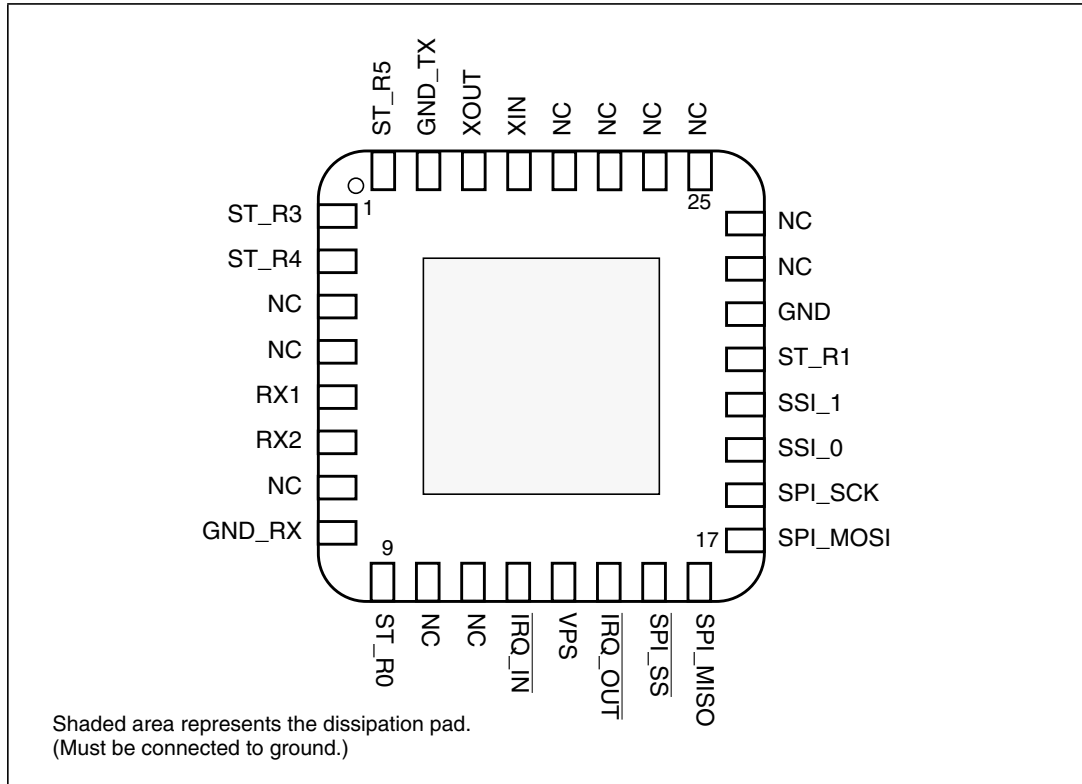 ST_R5
GND_TX
XOUT
XIN
NC
NC
NC
NC
1
25
ST_R3
ST_R4
NC
NC
RX1
RX2
NC
GND_RX
NC
NC
GND
ST_R1
SSI_1
SSI_0
SPI_SCK
SPI_MOSI
9
17
ST_R0
NC
NC
IRQ_IN
VPS
IRQ_OUT
SPI_SS
SPI_MISO
Shaded area represents the dissipation pad.
(Must be connected to ground.)